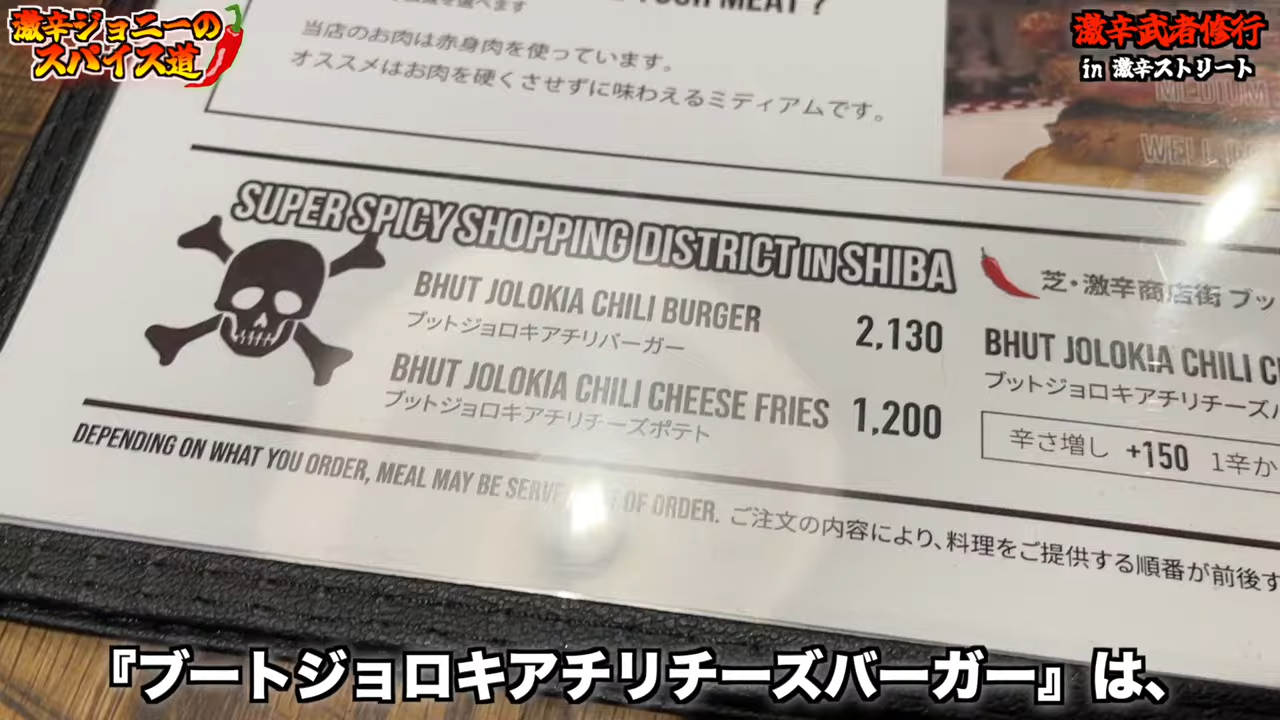 激辛ジョニーの
スパイス道
激辛武者修行
in 激辛ストリート
YOUR MEAT ?
当店のお肉は赤身肉を使っています。
オススメはお肉を硬くさせずに味わえるミディアムです。
MEDIUM
WELL
SUPER SPICY SHOPPING DISTRICT IN SHIBA
芝・激辛商店街 ブッ
BHUT JOLOKIA CHILI BURGER 2,130
ブットジョロキアチリバーガー
BHUT JOLOKIA CHILI CHEESE FRIES 1,200
ブットジョロキアチリチーズポテト
BHUT JOLOKIA CHILI
ブットジョロキアチリチーズ
辛さ増し +150 1辛か
DEPENDING ON WHAT YOU ORDER, MEAL MAY BE OF ORDER. ご注文の内容により、料理をご提供する順番が前後す
『ブートジョロキアチリチーズバーガー』は、